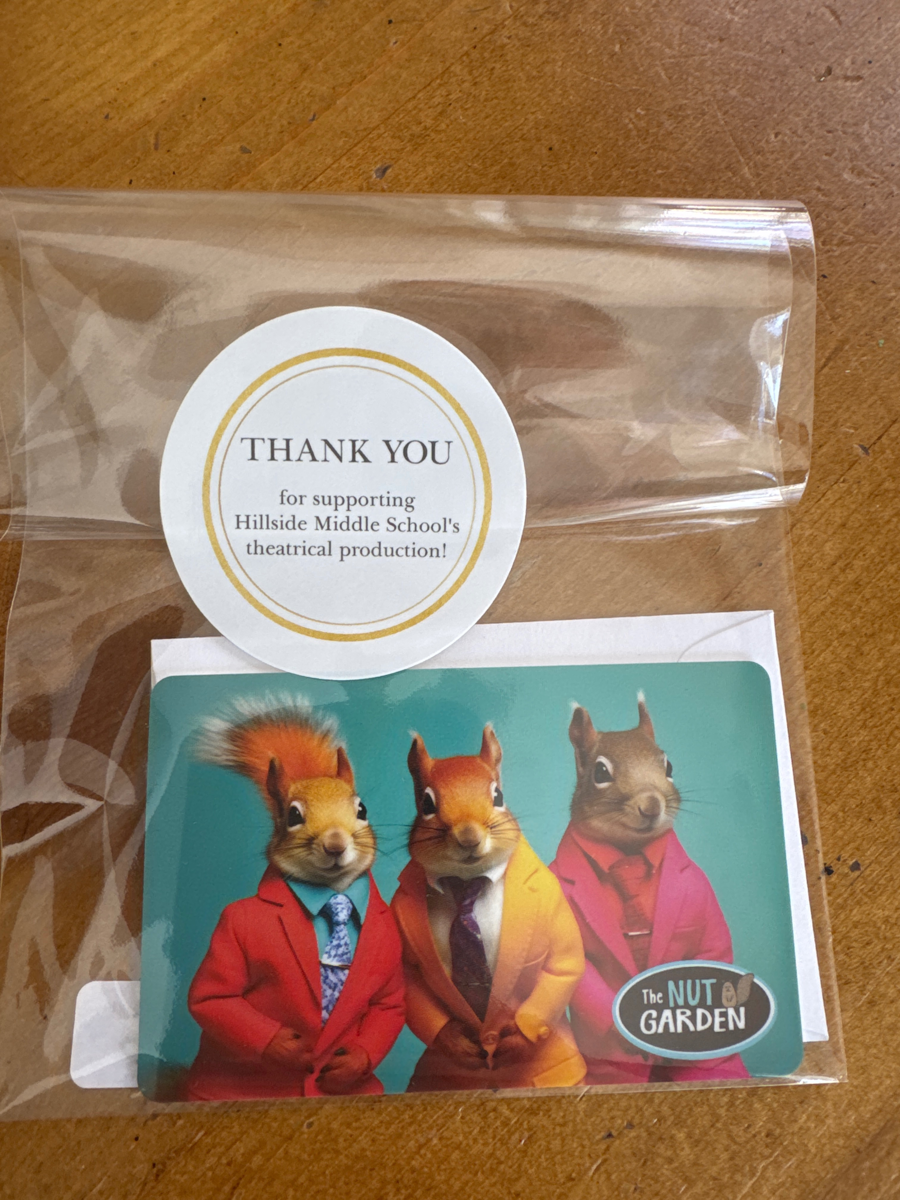 THANK YOU
for supporting
Hillside Middle School's
theatrical production!
The NUT
GARDEN